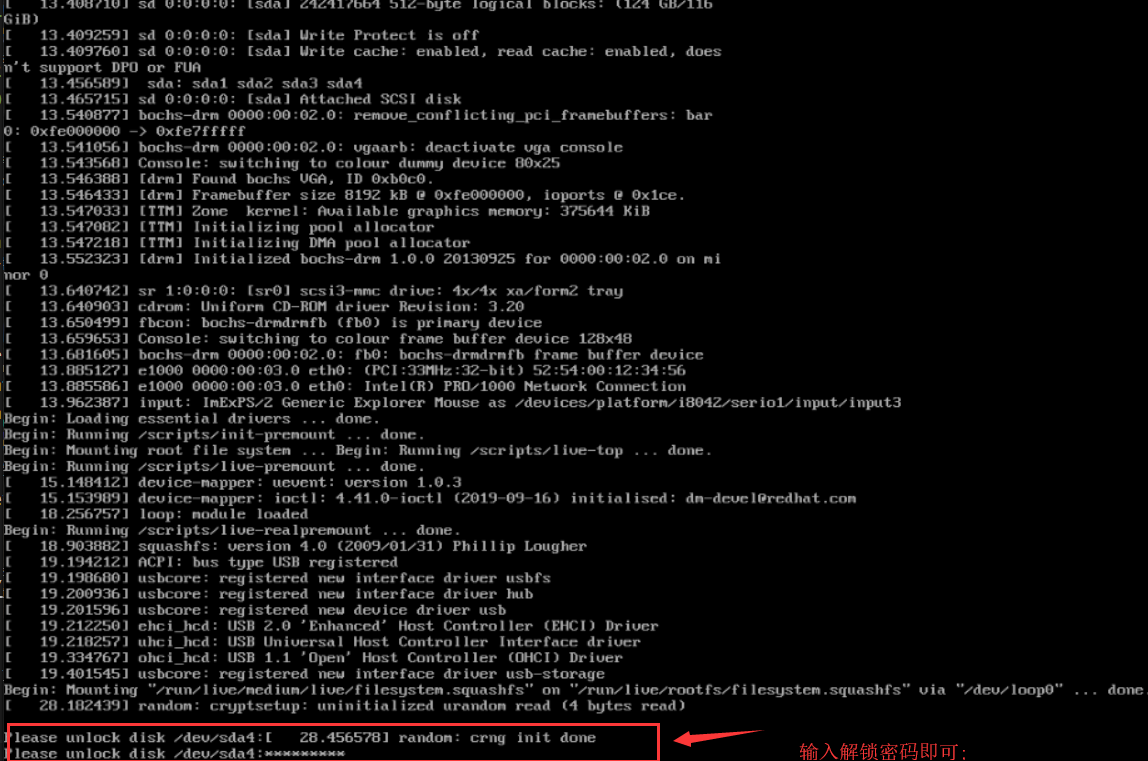 [   13.408710] sd 0:0:0:0: [sda] 242417664 512-byte logical blocks: (124 GB/116
GiB)
[   13.409259] sd 0:0:0:0: [sda] Write Protect is off
[   13.409760] sd 0:0:0:0: [sda] Write cache: enabled, read cache: enabled, does
n't support DPO or FUA
[   13.456589]  sda: sda1 sda2 sda3 sda4
[   13.465715] sd 0:0:0:0: [sda] Attached SCSI disk
[   13.540877] bochs-drm 0000:00:02.0: remove_conflicting_pci_framebuffers: bar
0: 0xfe000000 -> 0xfe7fffff
[   13.541056] bochs-drm 0000:00:02.0: vgaarb: deactivate vga console
[   13.543568] Console: switching to colour dummy device 80x25
[   13.546388] [drm] Found bochs VGA, ID 0xb0c0.
[   13.546433] [drm] Framebuffer size 8192 kB @ 0xfe000000, ioports @ 0x1ce.
[   13.547033] [TTM] Zone  kernel: Available graphics memory: 375644 KiB
[   13.547082] [TTM] Initializing pool allocator
[   13.547218] [TTM] Initializing DMA pool allocator
[   13.552323] [drm] Initialized bochs-drm 1.0.0 20130925 for 0000:00:02.0 on mi
nor 0
[   13.640742] sr 1:0:0:0: [sr0] scsi3-mmc drive: 4x/4x xa/form2 tray
[   13.640903] cdrom: Uniform CD-ROM driver Revision: 3.20
[   13.650499] fbcon: bochs-drmdrmfb (fb0) is primary device
[   13.659653] Console: switching to colour frame buffer device 128x48
[   13.681605] bochs-drm 0000:00:02.0: fb0: bochs-drmdrmfb frame buffer device
[   13.885127] e1000 0000:00:03.0 eth0: (PCI:33MHz:32-bit) 52:54:00:12:34:56
[   13.885586] e1000 0000:00:03.0 eth0: Intel(R) PRO/1000 Network Connection
[   13.962387] input: ImExPS/2 Generic Explorer Mouse as /devices/platform/i8042/serio1/input/input3
Begin: Loading essential drivers ... done.
Begin: Running /scripts/init-premount ... done.
Begin: Mounting root file system ... Begin: Running /scripts/live-top ... done.
Begin: Running /scripts/live-premount ... done.
[   15.148412] device-mapper: uevent: version 1.0.3
[   15.153989] device-mapper: ioctl: 4.41.0-ioctl (2019-09-16) initialised: dm-devel@redhat.com
[   18.256757] loop: module loaded
Begin: Running /scripts/live-realpremount ... done.
[   18.903882] squashfs: version 4.0 (2009/01/31) Phillip Lougher
[   19.194212] ACPI: bus type USB registered
[   19.198680] usbcore: registered new interface driver usbfs
[   19.200936] usbcore: registered new interface driver hub
[   19.201596] usbcore: registered new device driver usb
[   19.212250] ehci_hcd: USB 2.0 'Enhanced' Host Controller (EHCI) Driver
[   19.218257] uhci_hcd: USB Universal Host Controller Interface driver
[   19.334767] ohci_hcd: USB 1.1 'Open' Host Controller (OHCI) Driver
[   19.401545] usbcore: registered new interface driver usb-storage
Begin: Mounting "/run/live/medium/live/filesystem.squashfs" on "/run/live/rootfs/filesystem.squashfs" via "/dev/loop0" ... done.
[   28.182439] random: cryptsetup: uninitialized urandom read (4 bytes read)
Please unlock disk /dev/sda4:[   28.456578] random: crng init done
Please unlock disk /dev/sda4:*********
输入解锁密码即可;